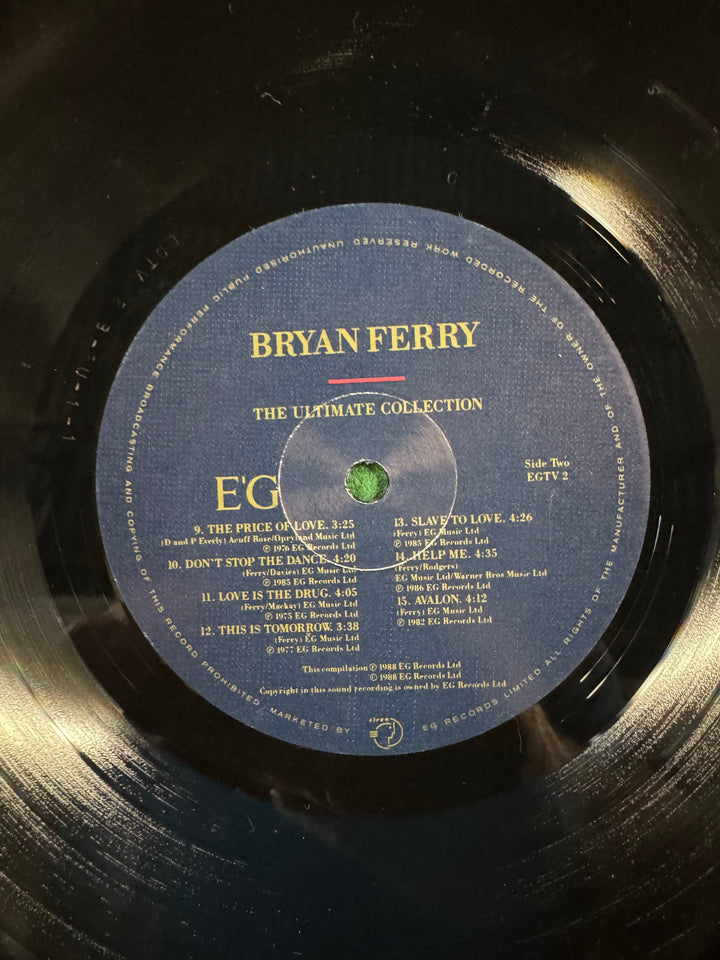 BRYAN FERRY
THE ULTIMATE COLLECTION
E'G
Side Two
EGTV 2
9. THE PRICE OF LOVE. 3:25
(D and P Everly) Acuff Rose/Opryland Music Ltd
℗ 1976 EG Records Ltd
10. DON'T STOP THE DANCE. 4:20
(Ferry/Davies) EG Music Ltd
℗ 1985 EG Records Ltd
11. LOVE IS THE DRUG. 4:05
(Ferry/Mackay) EG Music Ltd
℗ 1975 EG Records Ltd
12. THIS IS TOMORROW. 3:38
(Ferry) EG Music Ltd
℗ 1977 EG Records Ltd
13. SLAVE TO LOVE. 4:26
(Ferry) EG Music Ltd
℗ 1985 EG Records Ltd
14. HELP ME. 4:35
(Ferry/Rodgers)
EG Music Ltd/Warner Bros Music Ltd
℗ 1986 EG Records Ltd
15. AVALON. 4:12
(Ferry) EG Music Ltd
℗ 1982 EG Records Ltd
This compilation ℗ 1988 EG Records Ltd
© 1988 EG Records Ltd
Copyright in this sound recording is owned by EG Records Ltd
MARKETED BY siren EG RECORDS LIMITED ALL RIGHTS OF THE MANUFACTURER AND OF THE OWNER OF THE RECORDED WORK RESERVED UNAUTHORISED PUBLIC PERFORMANCE BROADCASTING AND COPYING OF THIS RECORD PROHIBITED.